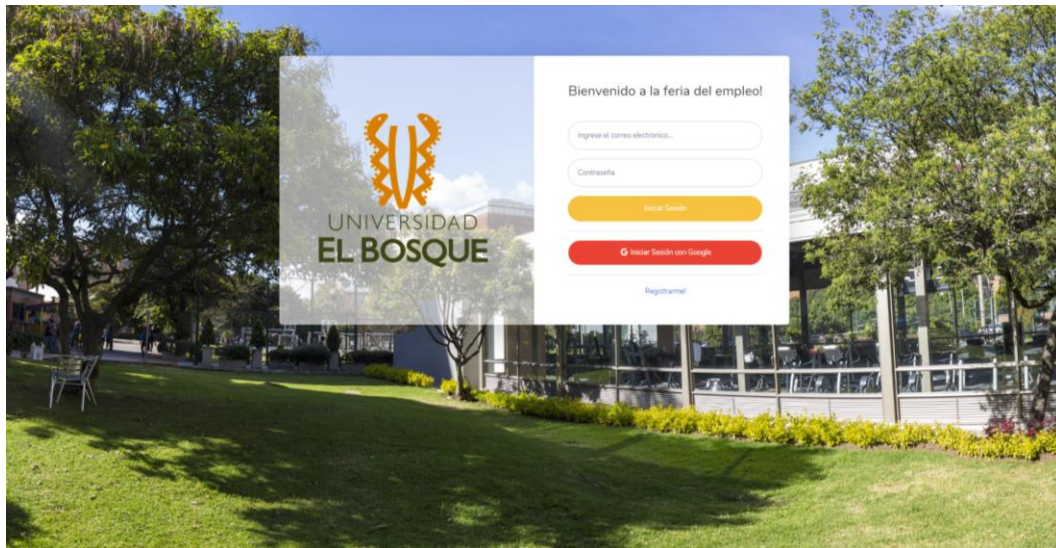 UNIVERSIDAD
EL BOSQUE
Bienvenido a la feria del empleo!
Ingrese el correo electronico...
Contraseña
Iniciar Sesión
G Iniciar Sesión con Google
Registrarme!